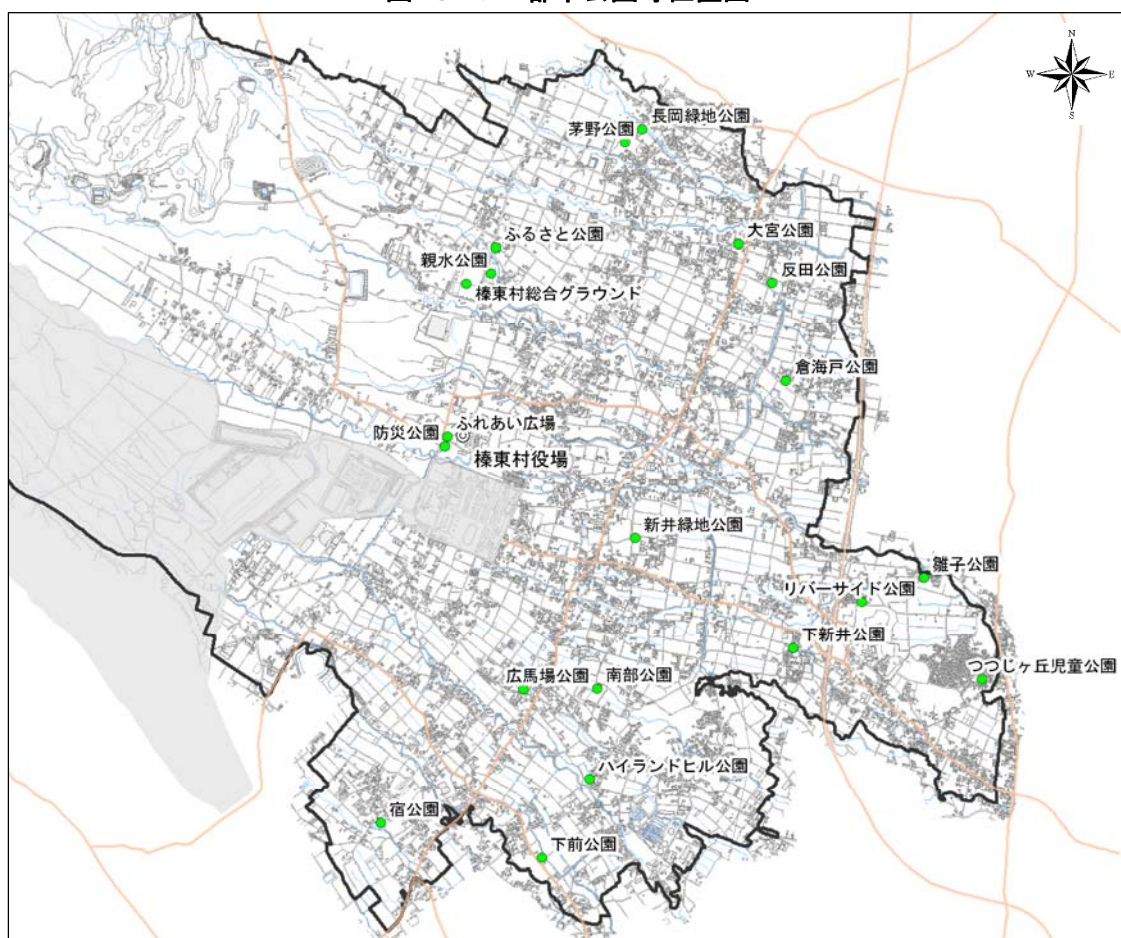 N
W
E
S
長岡緑地公園
茅野公園
ふるさと公園
大宮公園
親水公園
反田公園
榛東村総合グラウンド
倉海戸公園
ふれあい広場
防災公園
榛東村役場
新井緑地公園
雛子公園
リバーサイド公園
下新井公園
つつじヶ丘児童公園
広馬場公園
南部公園
ハイランドヒル公園
宿公園
下前公園